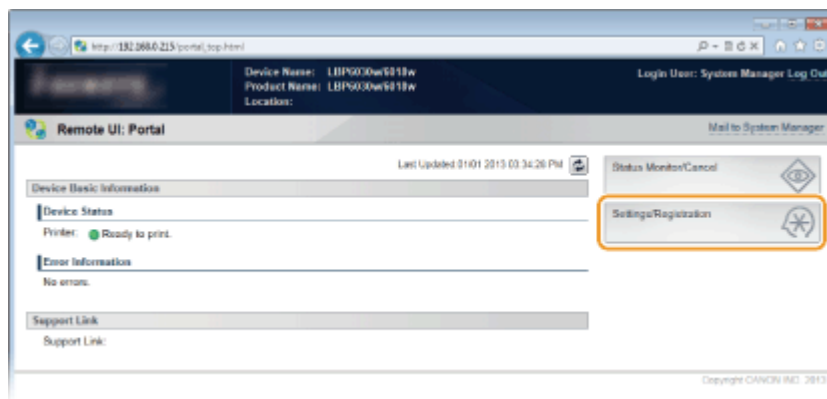 http://192.168.0.215/portal_top.html
Device Name: LBP6030w/6018w
Product Name: LBP6030w/6018w
Location:
Login User: System Manager Log Out
Remote UI: Portal
Mail to System Manager
Last Updated 01/01 2013 03:34:28 PM
Device Basic Information
Device Status
Printer: Ready to print.
Error Information
No errors.
Support Link
Support Link:
Status Monitor/Cancel
Settings/Registration
Copyright CANON INC. 2013